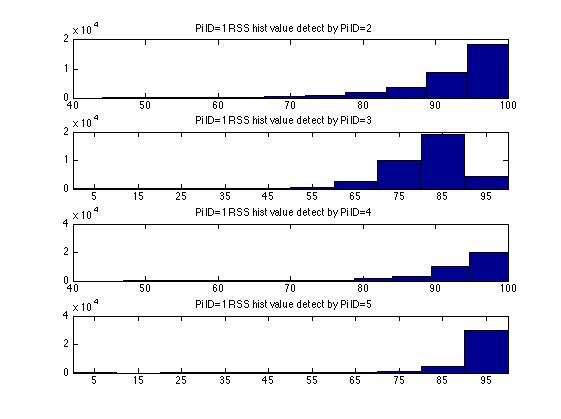 PiID=1 RSS hist value detect by PiID=2
x 10^4
2
1
0
40 50 60 70 80 90 100
PiID=1 RSS hist value detect by PiID=3
x 10^4
2
1
0
5 15 25 35 45 55 65 75 85 95
PiID=1 RSS hist value detect by PiID=4
x 10^4
4
2
0
40 50 60 70 80 90 100
PiID=1 RSS hist value detect by PiID=5
x 10^4
4
2
0
5 15 25 35 45 55 65 75 85 95